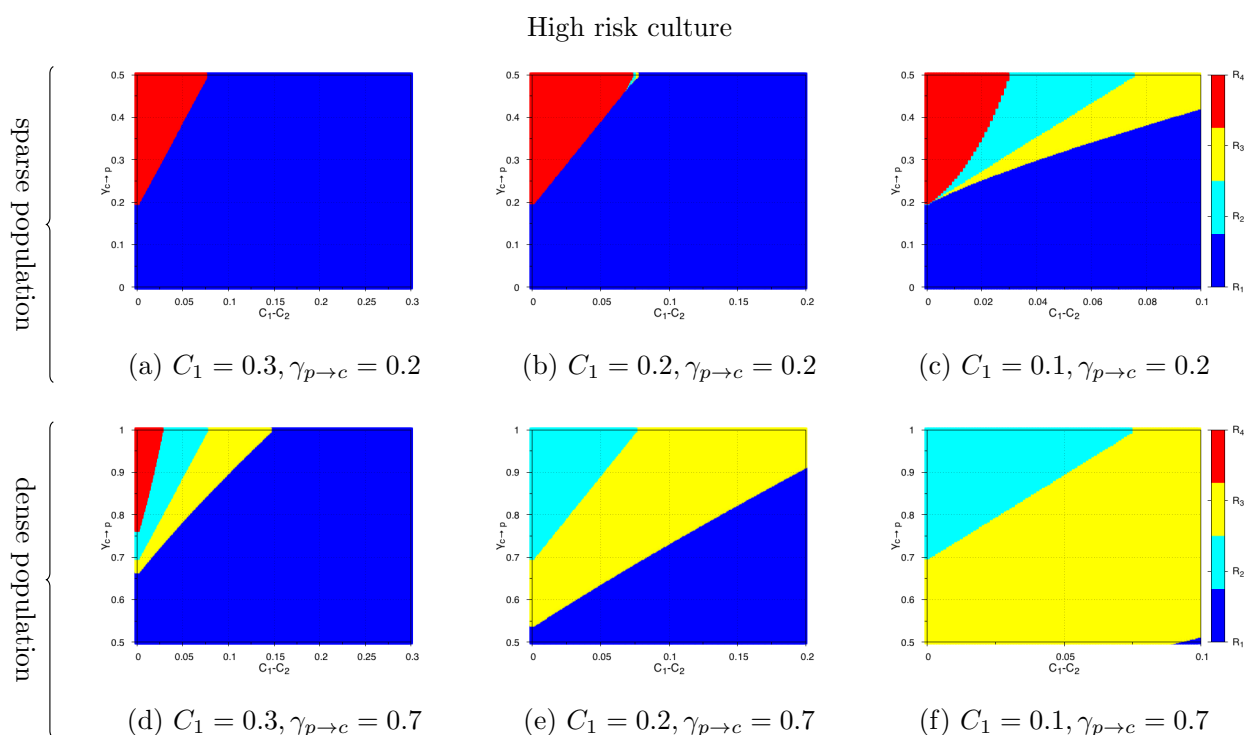 High risk culture
sparse population
0.5
0.4
0.3
0.2
0.1
0
γc→ p
0 0.05 0.1 0.15 0.2 0.25 0.3
C1-C2
(a) C1 = 0.3, γp→c = 0.2
0.5
0.4
0.3
0.2
0.1
0
γc→ p
0 0.05 0.1 0.15 0.2
C1-C2
(b) C1 = 0.2, γp→c = 0.2
0.5
0.4
0.3
0.2
0.1
0
γc→ p
0 0.02 0.04 0.06 0.08 0.1
C1-C2
R4
R3
R2
R1
(c) C1 = 0.1, γp→c = 0.2
dense population
1
0.9
0.8
0.7
0.6
0.5
γc→ p
0 0.05 0.1 0.15 0.2 0.25 0.3
C1-C2
(d) C1 = 0.3, γp→c = 0.7
1
0.9
0.8
0.7
0.6
0.5
γc→ p
0 0.05 0.1 0.15 0.2
C1-C2
(e) C1 = 0.2, γp→c = 0.7
1
0.9
0.8
0.7
0.6
0.5
γc→ p
0 0.05 0.1
C1-C2
R4
R3
R2
R1
(f) C1 = 0.1, γp→c = 0.7